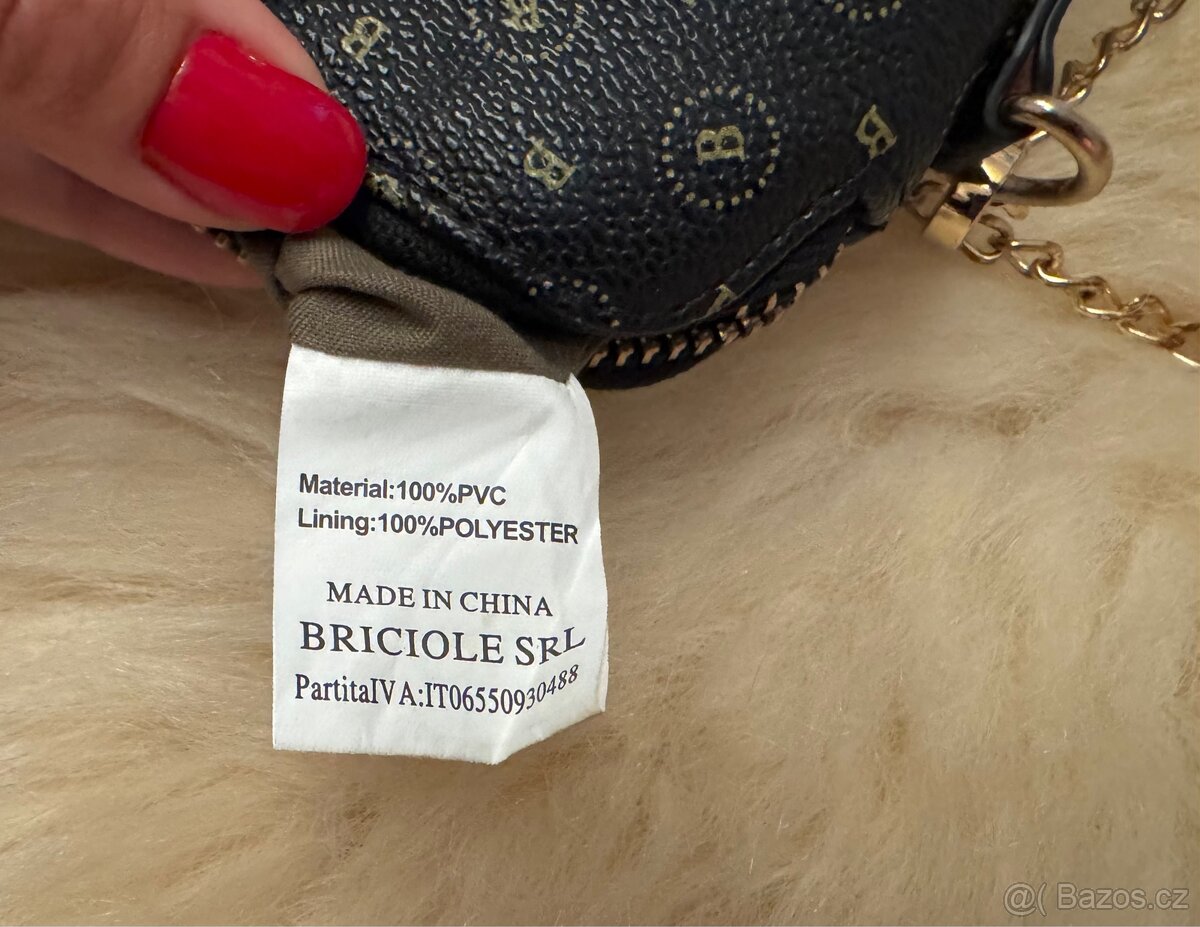 B
B
B
B
Material:100%PVC
Lining:100%POLYESTER
MADE IN CHINA
BRICIOLE SRL
PartitaIVA:IT06550930488
@( Bazos.cz